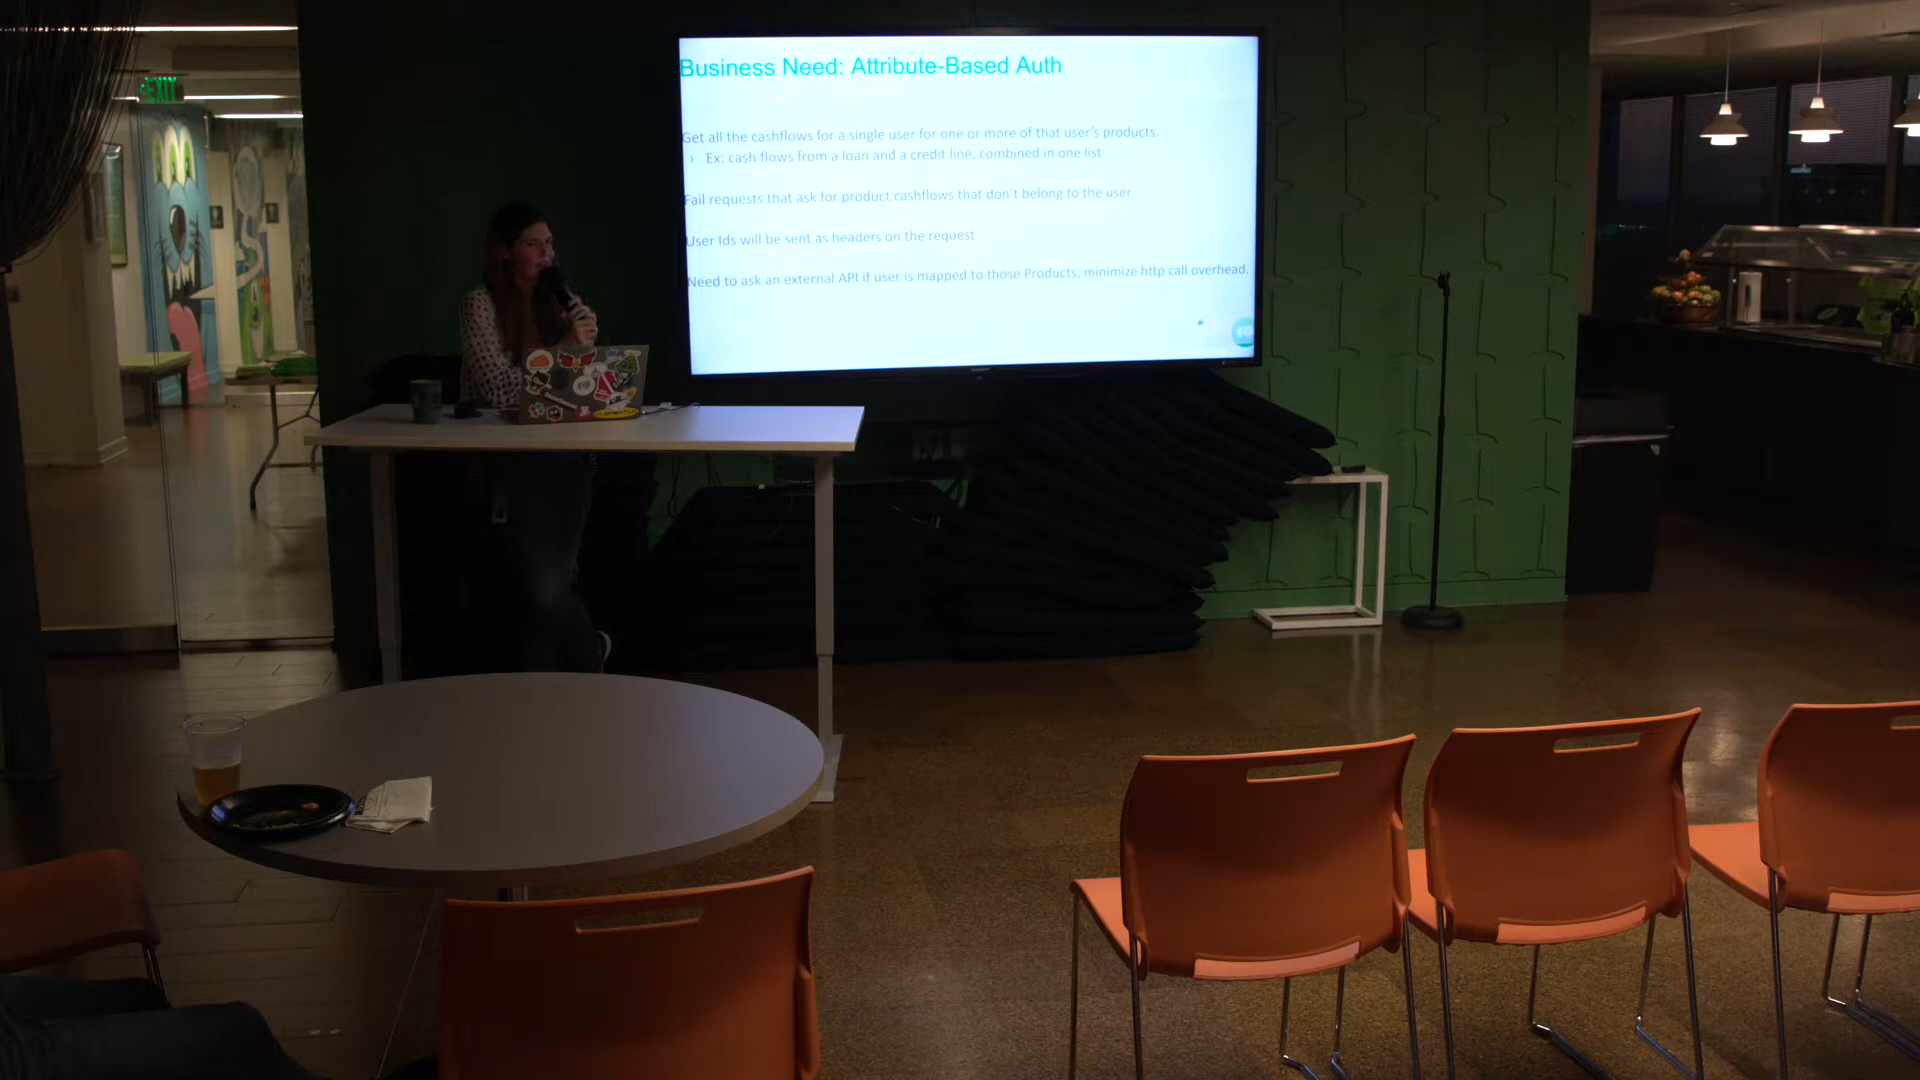 EXIT
Business Need: Attribute-Based Auth
Get all the cashflows for a single user for one or more of that user's products.
› Ex: cash flows from a loan and a credit line, combined in one list
Fail requests that ask for product cashflows that don't belong to the user
User Ids will be sent as headers on the request
Need to ask an external API if user is mapped to those Products, minimize http call overhead.